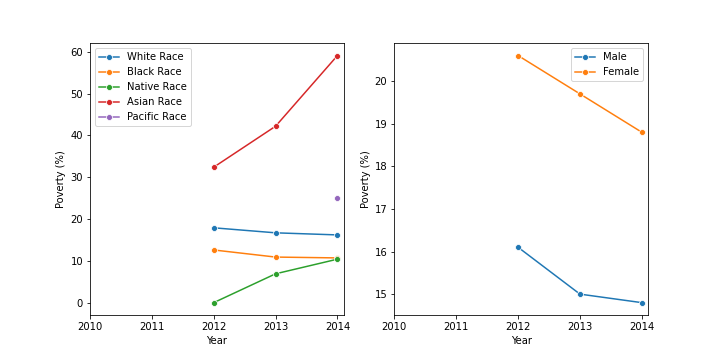 White Race
Black Race
Native Race
Asian Race
Pacific Race
60
50
40
30
20
10
0
Poverty (%)
2010 2011 2012 2013 2014
Year
Male
Female
20
19
18
17
16
15
Poverty (%)
2010 2011 2012 2013 2014
Year